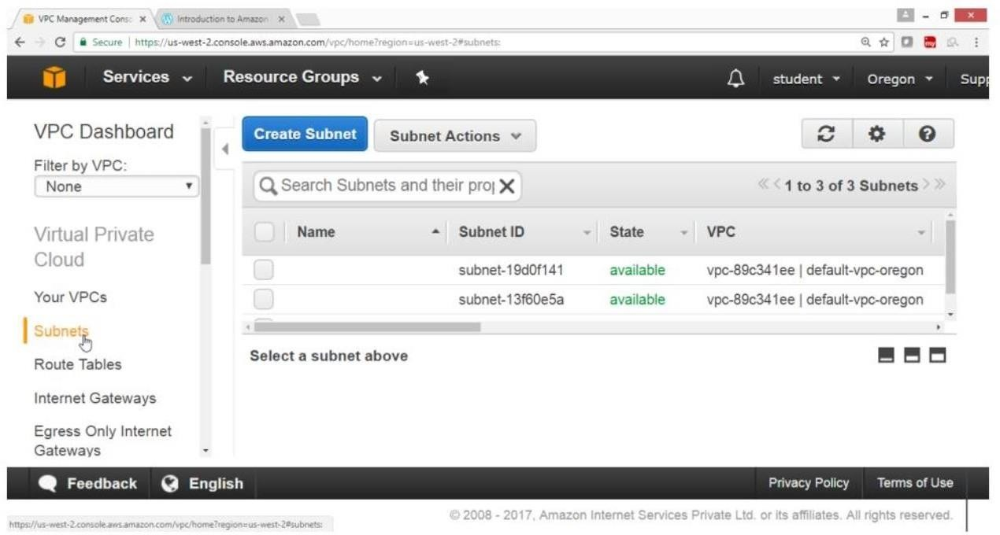 VPC Management Cons
Introduction to Amazon
Secure | https://us-west-2.console.aws.amazon.com/vpc/home?region=us-west-2#subnets:
Services Resource Groups student Oregon Supp
VPC Dashboard
Filter by VPC:
None
Virtual Private
Cloud
Your VPCs
Subnets
Route Tables
Internet Gateways
Egress Only Internet
Gateways
Create Subnet Subnet Actions
Search Subnets and their prop
1 to 3 of 3 Subnets
Name Subnet ID State VPC
subnet-19d0f141 available vpc-89c341ee | default-vpc-oregon
subnet-13f60e5a available vpc-89c341ee | default-vpc-oregon
Select a subnet above
Feedback English Privacy Policy Terms of Use
© 2008 - 2017, Amazon Internet Services Private Ltd. or its affiliates. All rights reserved.
https://us-west-2.console.aws.amazon.com/vpc/home?region=us-west-2#subnets: